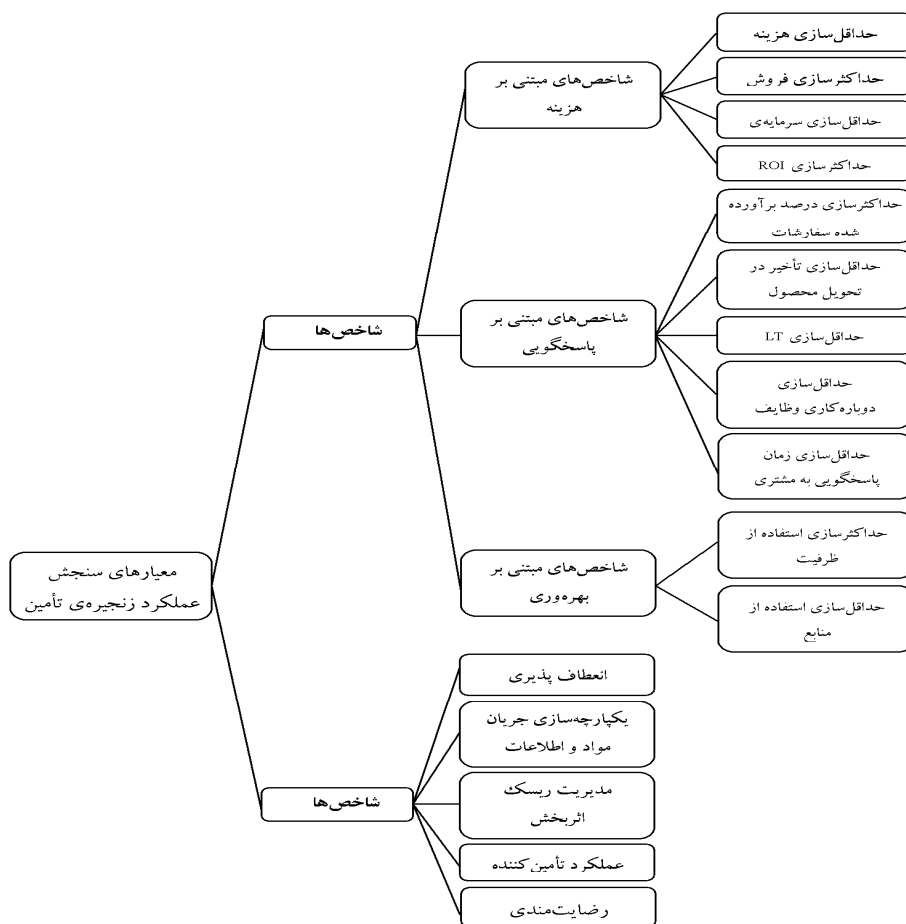 معیارهای سنجش
عملکرد زنجیره‌ی تأمین
شاخص‌ها
شاخص‌های مبتنی بر
هزینه
حداقل‌سازی هزینه
حداکثرسازی فروش
حداقل‌سازی سرمایه‌ی
حداکثرسازی ROI
شاخص‌های مبتنی بر
پاسخگویی
حداکثرسازی درصد برآورده
شده سفارشات
حداقل‌سازی تأخیر در
تحویل محصول
حداقل‌سازی LT
حداقل‌سازی
دوباره‌کاری وظایف
حداقل‌سازی زمان
پاسخگویی به مشتری
شاخص‌های مبتنی بر
بهره‌وری
حداکثرسازی استفاده از
ظرفیت
حداقل‌سازی استفاده از
منابع
شاخص‌ها
انعطاف پذیری
یکپارچه‌سازی جریان
مواد و اطلاعات
مدیریت ریسک
اثربخش
عملکرد تأمین‌کننده
رضایت‌مندی